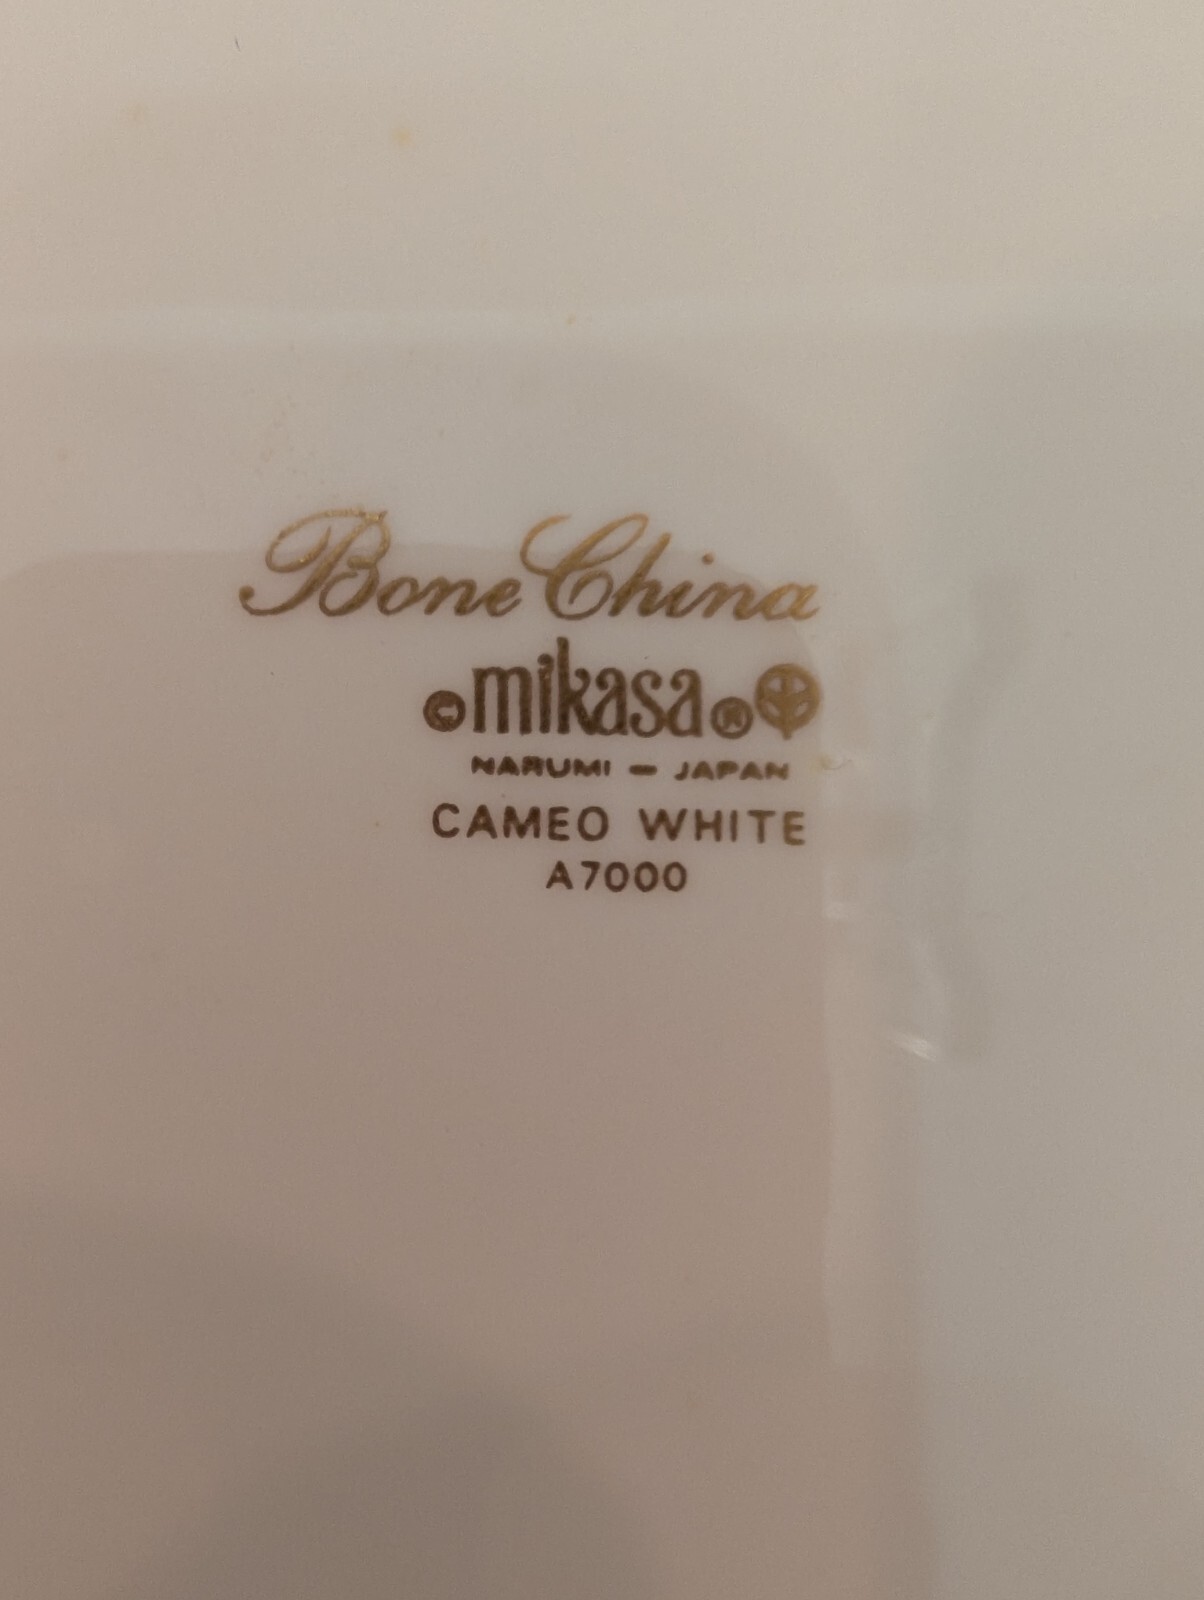 Bone China
© mikasa ®
NARUMI – JAPAN
CAMEO WHITE
A7000